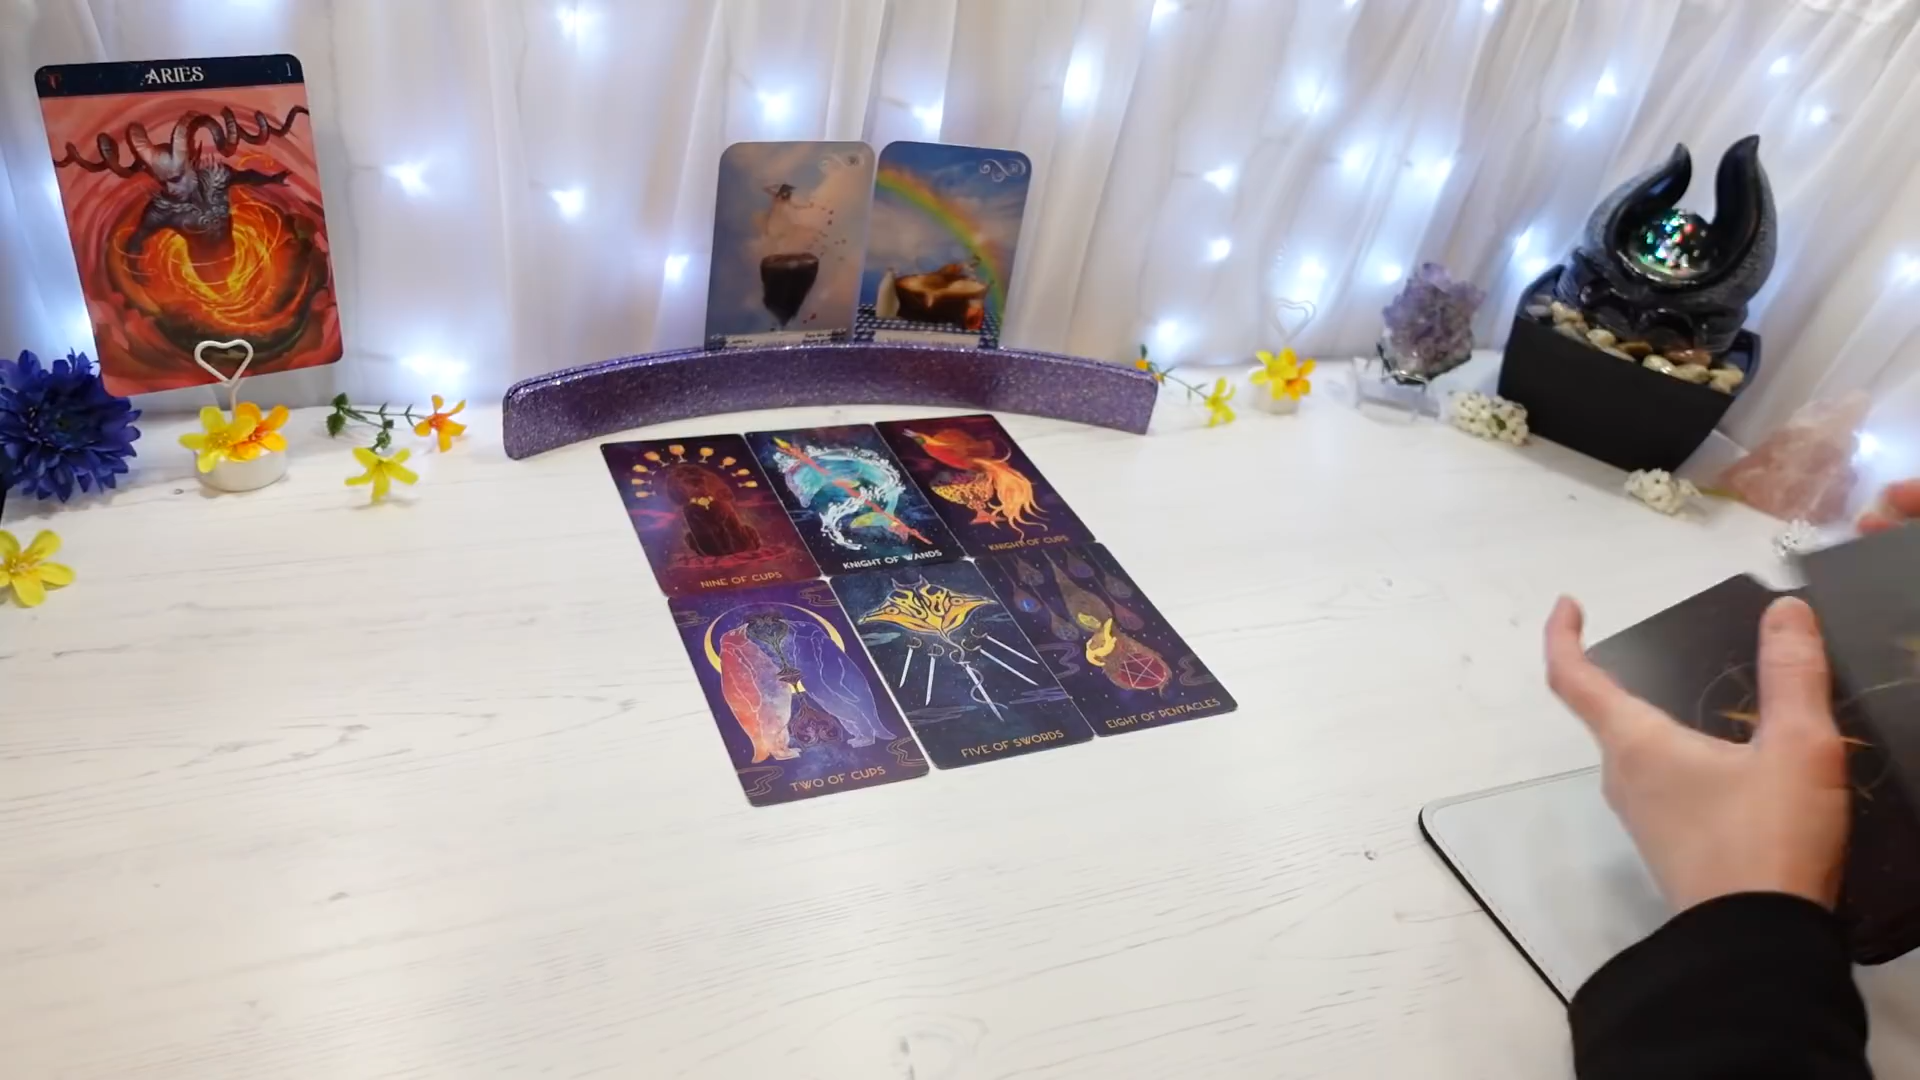 ARIES
1
NINE OF CUPS
KNIGHT OF WANDS
KNIGHT OF CUPS
TWO OF CUPS
FIVE OF SWORDS
EIGHT OF PENTACLES